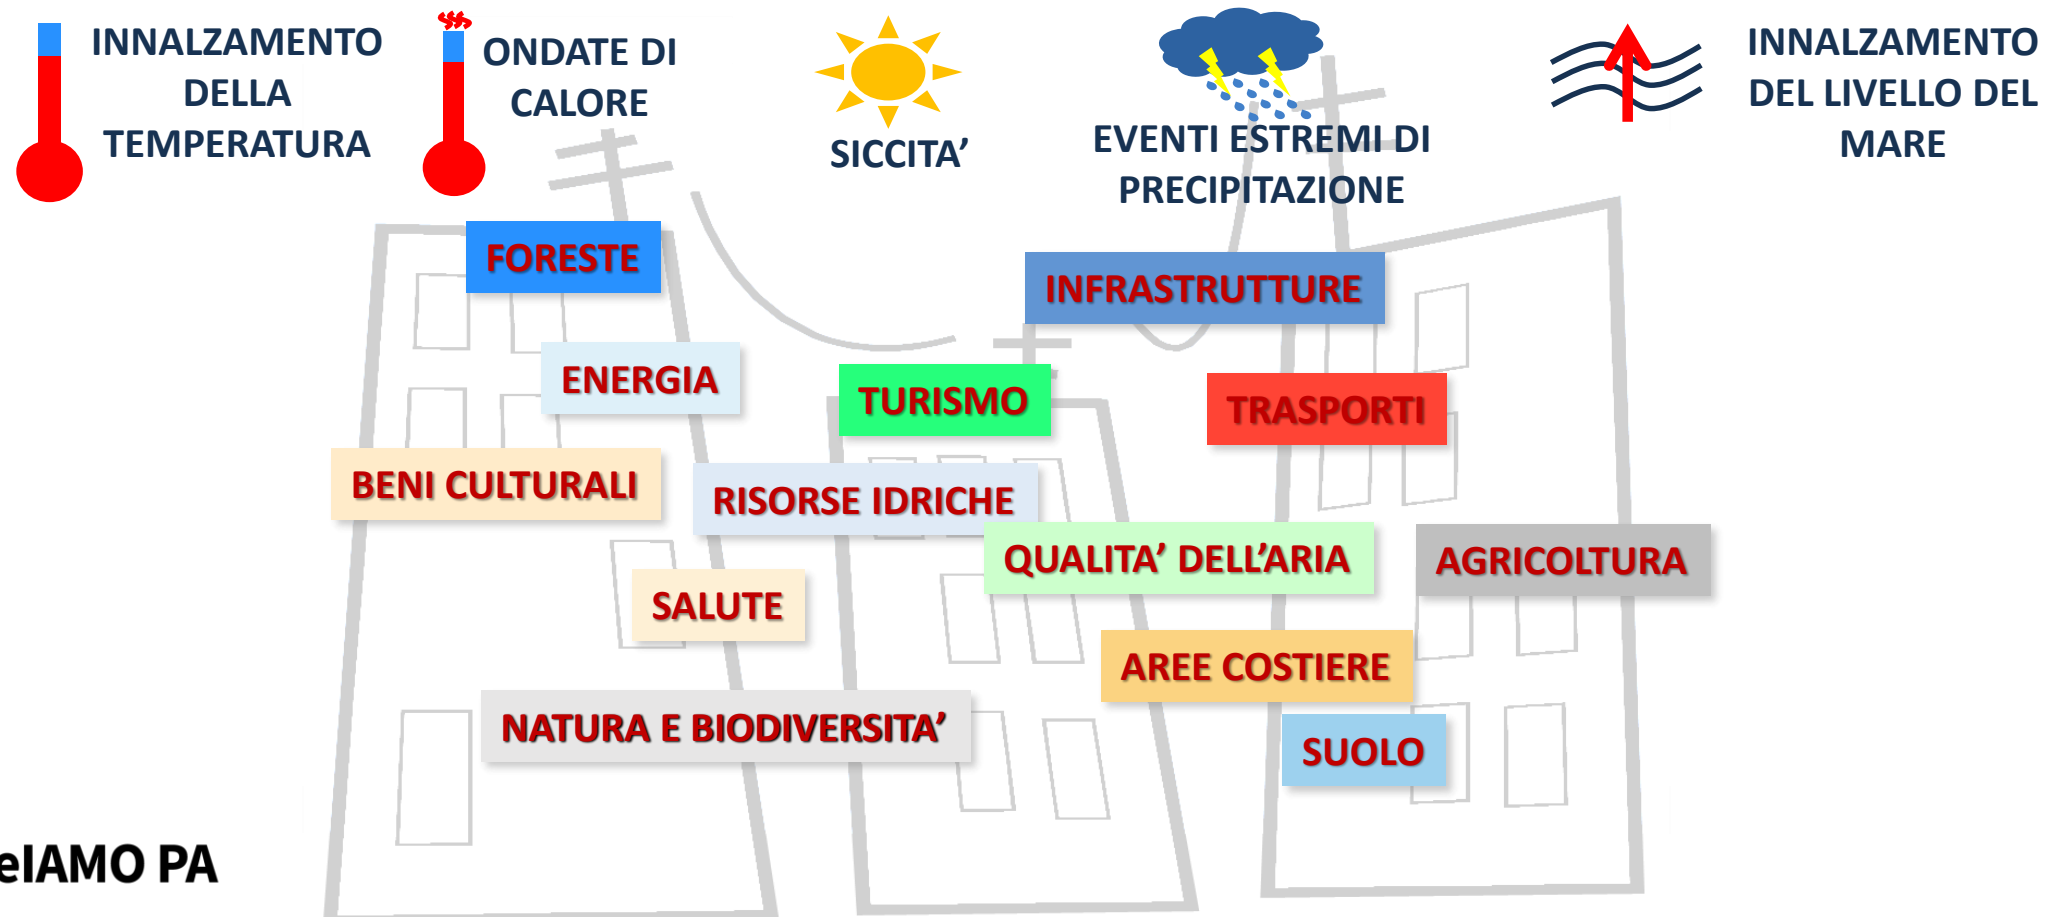 INNALZAMENTO
DELLA
TEMPERATURA
ONDATE DI
CALORE
SICCITA’
EVENTI ESTREMI DI
PRECIPITAZIONE
INNALZAMENTO
DEL LIVELLO DEL
MARE
FORESTE
INFRASTRUTTURE
ENERGIA
TURISMO
TRASPORTI
BENI CULTURALI
RISORSE IDRICHE
QUALITA’ DELL’ARIA
AGRICOLTURA
SALUTE
AREE COSTIERE
NATURA E BIODIVERSITA’
SUOLO
eIAMO PA